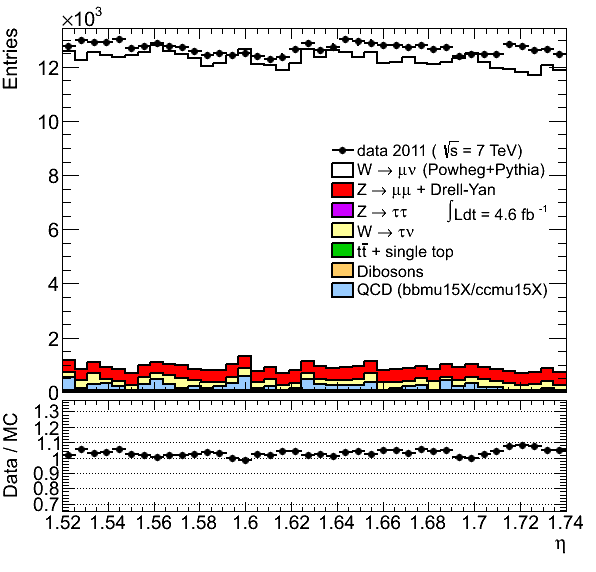 ×10³
Entries
12
10
8
6
4
2
0
data 2011 ( √s = 7 TeV)
W → μν (Powheg+Pythia)
Z → μμ + Drell-Yan
Z → ττ
∫Ldt = 4.6 fb⁻¹
W → τν
tt̄ + single top
Dibosons
QCD (bbmu15X/ccmu15X)
Data / MC
1.3
1.2
1.1
1
0.9
0.8
0.7
1.52 1.54 1.56 1.58 1.6 1.62 1.64 1.66 1.68 1.7 1.72 1.74
η